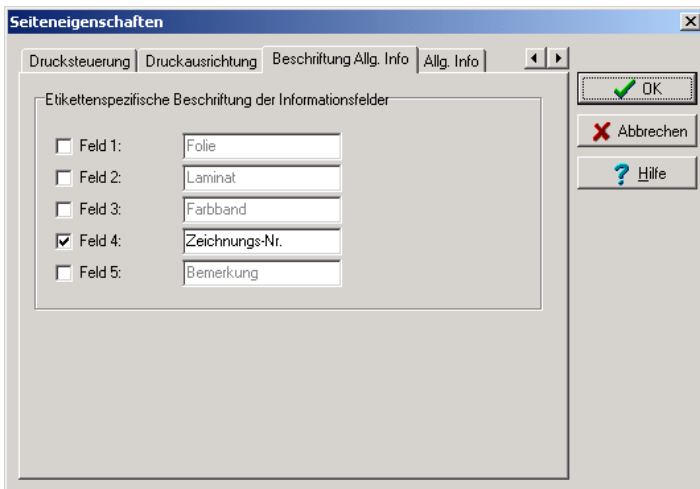 Seiteneigenschaften
Drucksteuerung Druckausrichtung Beschriftung Allg. Info Allg. Info
Etikettenspezifische Beschriftung der Informationsfelder
Feld 1: Folie
Feld 2: Laminat
Feld 3: Farbband
Feld 4: Zeichnungs-Nr.
Feld 5: Bemerkung
OK
Abbrechen
Hilfe